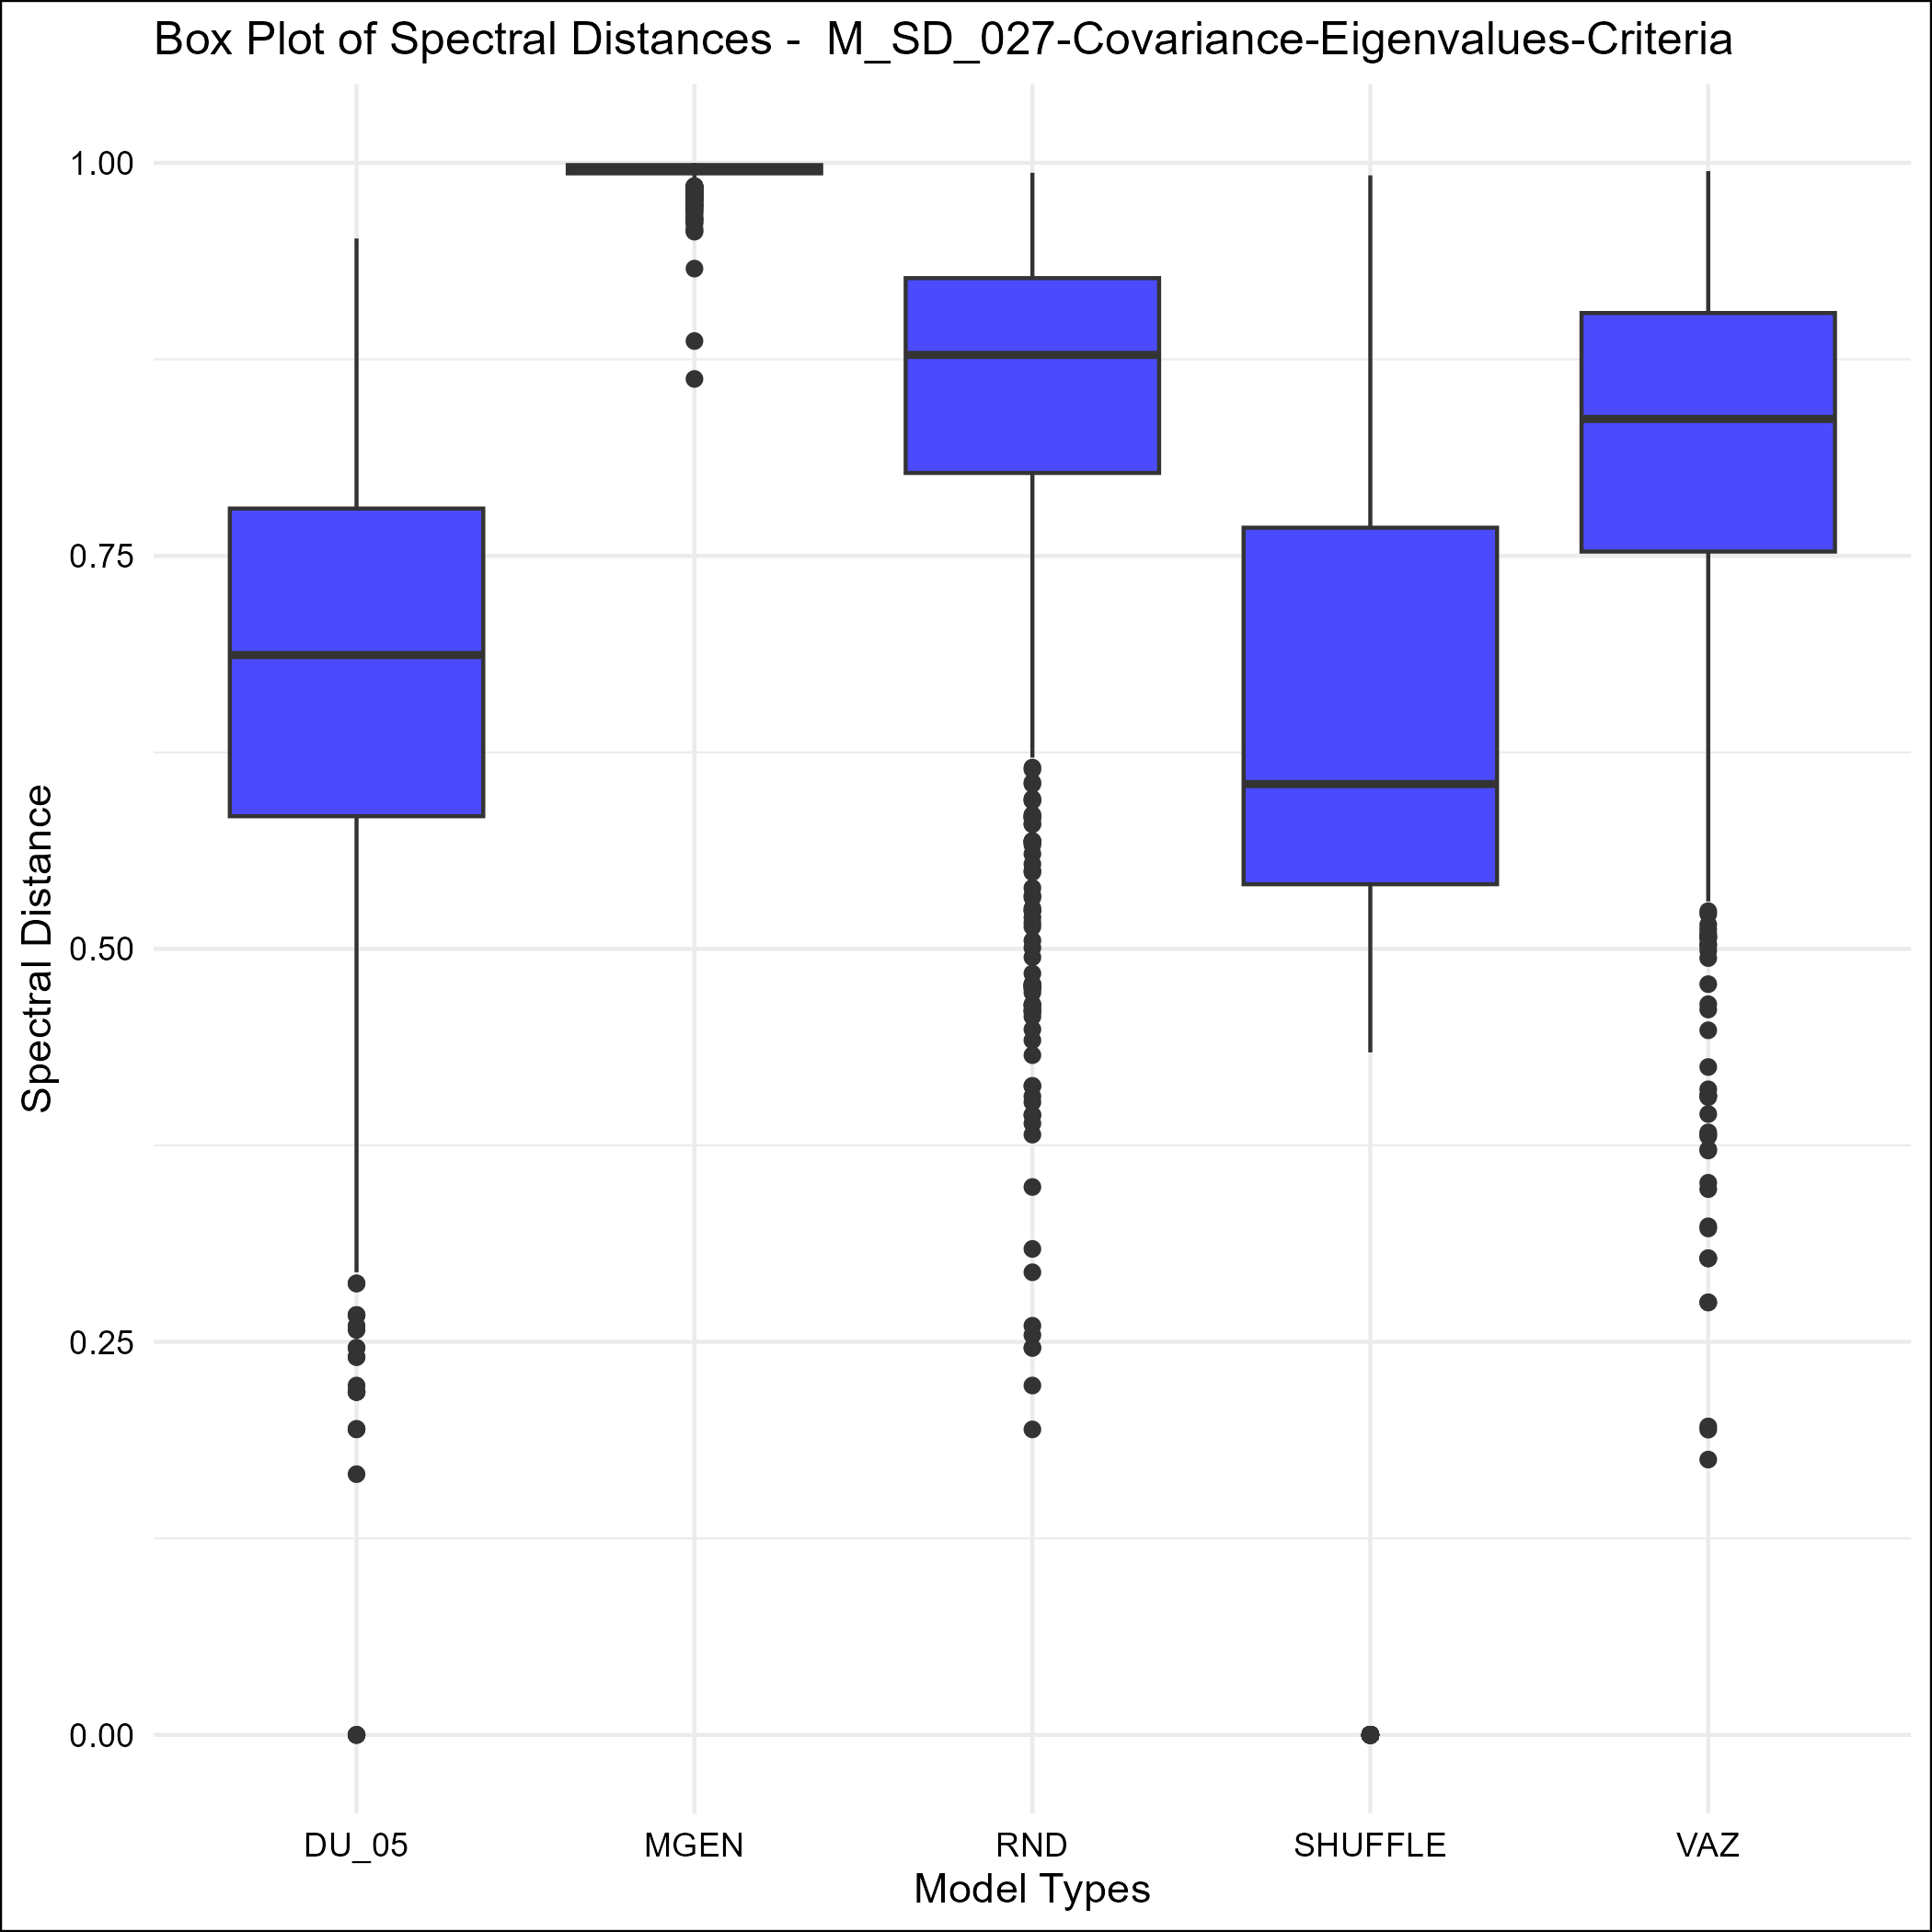 Box Plot of Spectral Distances -  M_SD_027-Covariance-Eigenvalues-Criteria
1.00
0.75
0.50
0.25
0.00
Spectral Distance
DU_05 MGEN RND SHUFFLE VAZ
Model Types